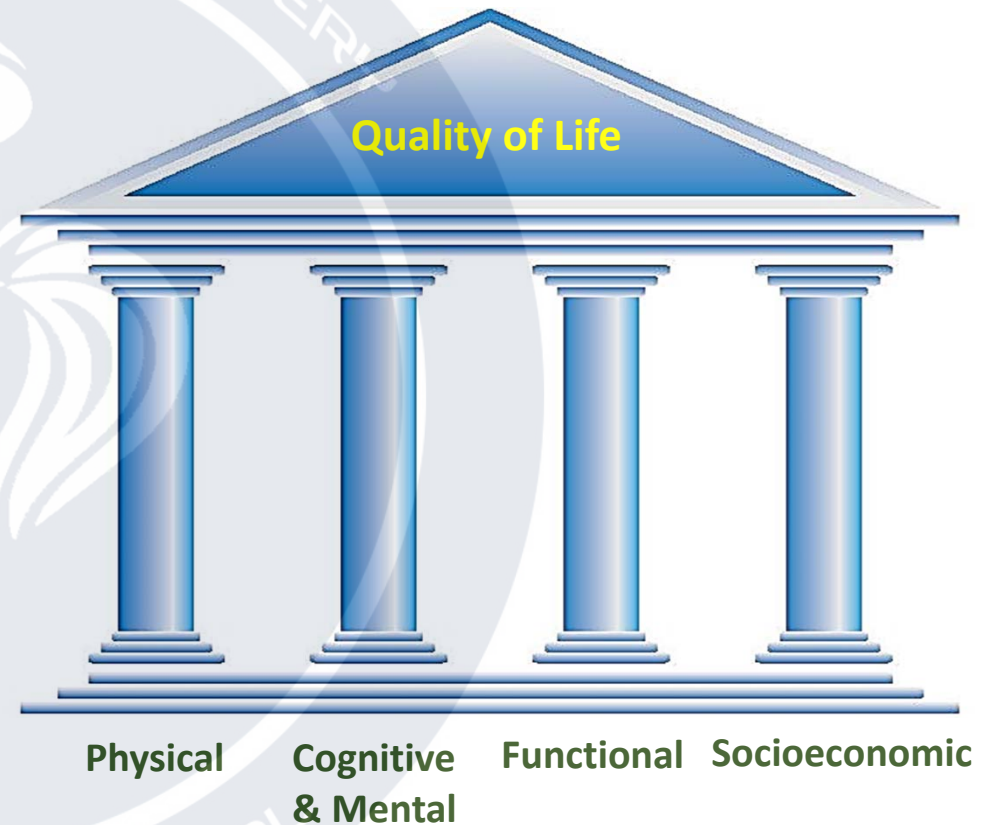 Quality of Life
Physical
Cognitive
& Mental
Functional
Socioeconomic